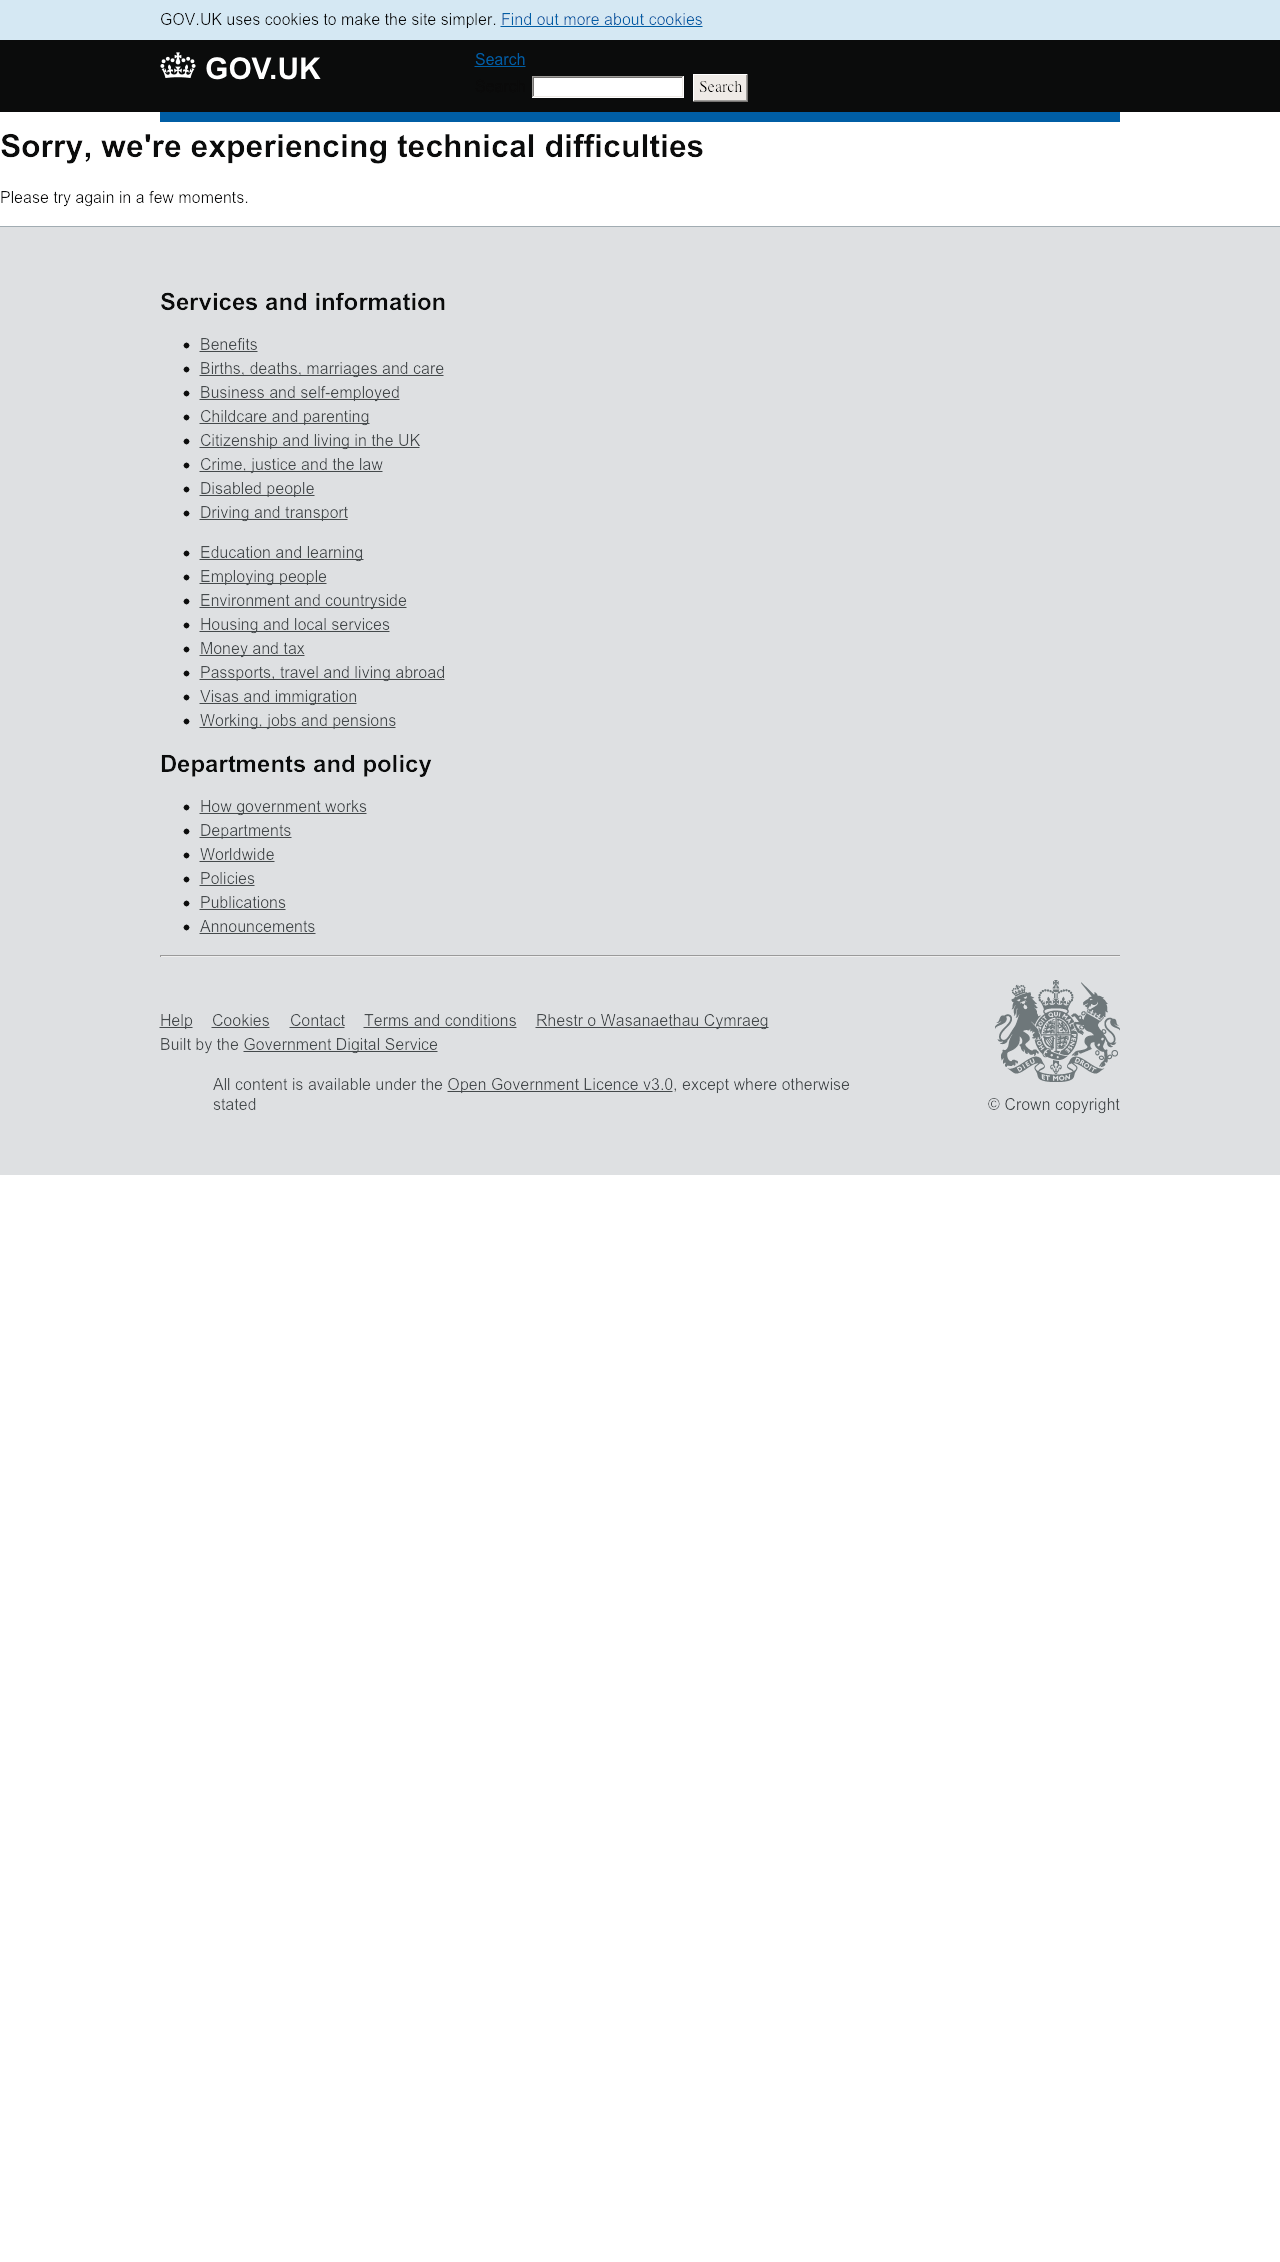 GOV.UK uses cookies to make the site simpler. Find out more about cookies
GOV.UK
Search
Search
Sorry, we're experiencing technical difficulties
Please try again in a few moments.
Services and information
Benefits
Births, deaths, marriages and care
Business and self-employed
Childcare and parenting
Citizenship and living in the UK
Crime, justice and the law
Disabled people
Driving and transport
Education and learning
Employing people
Environment and countryside
Housing and local services
Money and tax
Passports, travel and living abroad
Visas and immigration
Working, jobs and pensions
Departments and policy
How government works
Departments
Worldwide
Policies
Publications
Announcements
Help Cookies Contact Terms and conditions Rhestr o Wasanaethau Cymraeg
Built by the Government Digital Service
All content is available under the Open Government Licence v3.0, except where otherwise
stated
DIEU ET MON DROIT
© Crown copyright